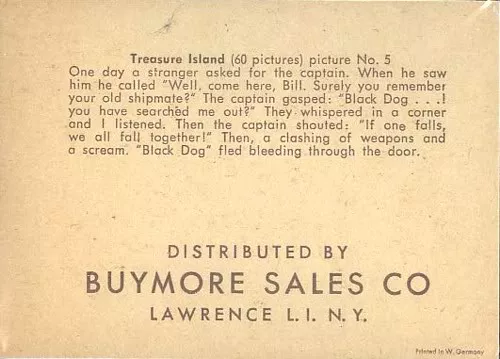 Treasure Island (60 pictures) picture No. 5
One day a stranger asked for the captain. When he saw
him he called "Well, come here, Bill. Surely you remember
your old shipmate?" The captain gasped: "Black Dog . . .!
you have searched me out?" They whispered in a corner
and I listened. Then the captain shouted: "If one falls,
we all fall together!" Then, a clashing of weapons and
a scream. "Black Dog" fled bleeding through the door.
DISTRIBUTED BY
BUYMORE SALES CO
LAWRENCE L. I. N. Y.
Printed in W. Germany